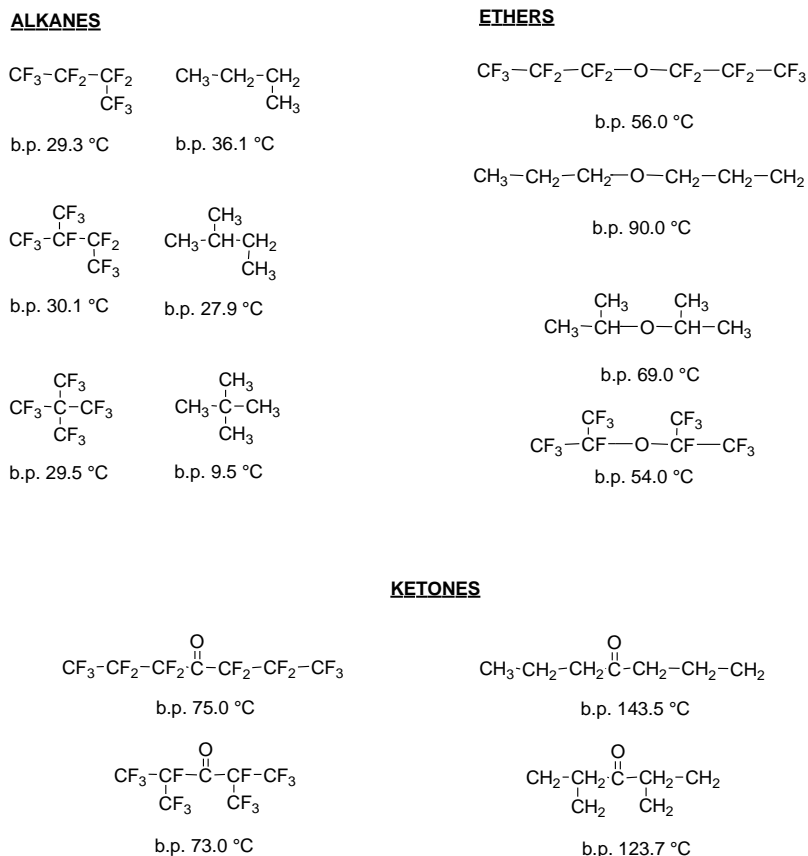 ALKANES
CF₃-CF₂-CF₂
CF₃
b.p. 29.3 °C
CH₃-CH₂-CH₂
CH₃
b.p. 36.1 °C
CF₃
CF₃-CF-CF₂
CF₃
b.p. 30.1 °C
CH₃
CH₃-CH-CH₂
CH₃
b.p. 27.9 °C
CF₃
CF₃-C-CF₃
CF₃
b.p. 29.5 °C
CH₃
CH₃-C-CH₃
CH₃
b.p. 9.5 °C
ETHERS
CF₃-CF₂-CF₂-O-CF₂-CF₂-CF₃
b.p. 56.0 °C
CH₃-CH₂-CH₂-O-CH₂-CH₂-CH₂
b.p. 90.0 °C
CH₃ CH₃
CH₃-CH-O-CH-CH₃
b.p. 69.0 °C
CF₃ CF₃
CF₃-CF-O-CF-CF₃
b.p. 54.0 °C
KETONES
O
CF₃-CF₂-CF₂-C-CF₂-CF₂-CF₃
b.p. 75.0 °C
O
CH₃-CH₂-CH₂-C-CH₂-CH₂-CH₂
b.p. 143.5 °C
O
CF₃-CF-C-CF-CF₃
CF₃ CF₃
b.p. 73.0 °C
O
CH₂-CH₂-C-CH₂-CH₂
CH₂ CH₂
b.p. 123.7 °C